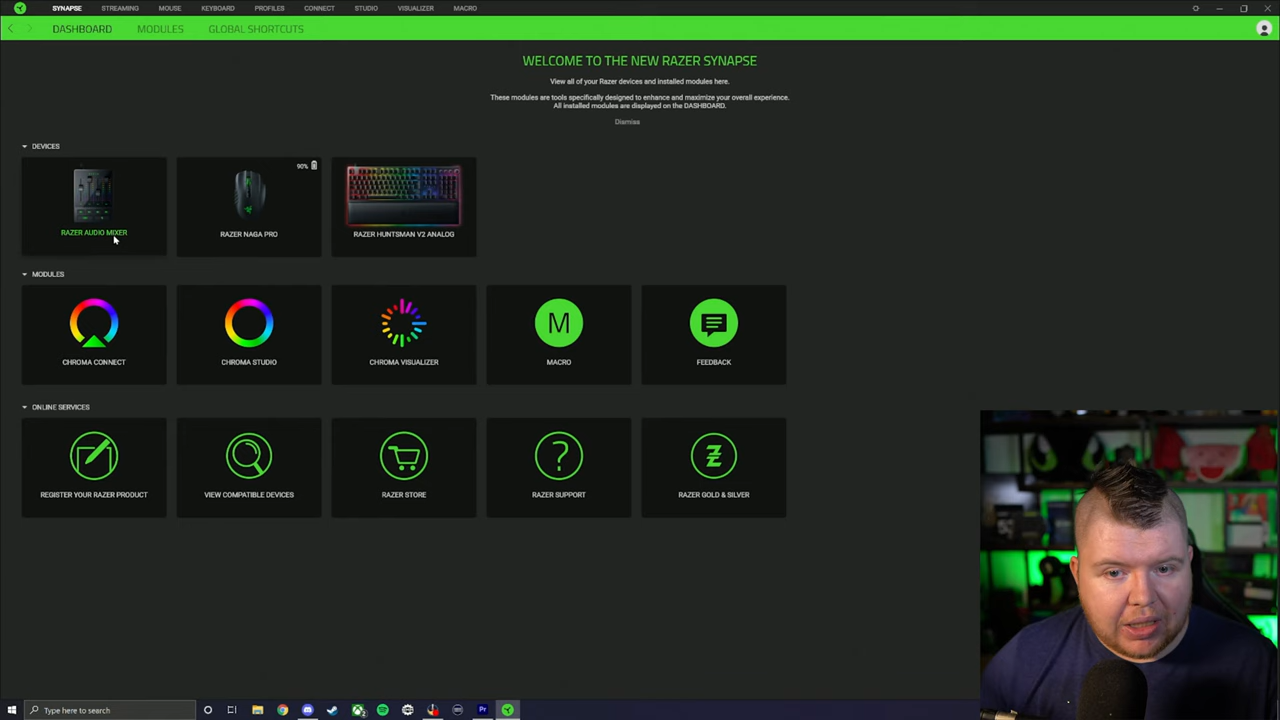 SYNAPSE STREAMING MOUSE KEYBOARD PROFILES CONNECT STUDIO VISUALIZER MACRO
DASHBOARD MODULES GLOBAL SHORTCUTS
WELCOME TO THE NEW RAZER SYNAPSE
View all of your Razer devices and installed modules here.
These modules are tools specifically designed to enhance and maximize your overall experience.
All installed modules are displayed on the DASHBOARD.
Dismiss
DEVICES
90%
RAZER AUDIO MIXER
RAZER NAGA PRO
RAZER HUNTSMAN V2 ANALOG
MODULES
M
CHROMA CONNECT
CHROMA STUDIO
CHROMA VISUALIZER
MACRO
FEEDBACK
ONLINE SERVICES
?
REGISTER YOUR RAZER PRODUCT
VIEW COMPATIBLE DEVICES
RAZER STORE
RAZER SUPPORT
RAZER GOLD & SILVER
Type here to search
Pr